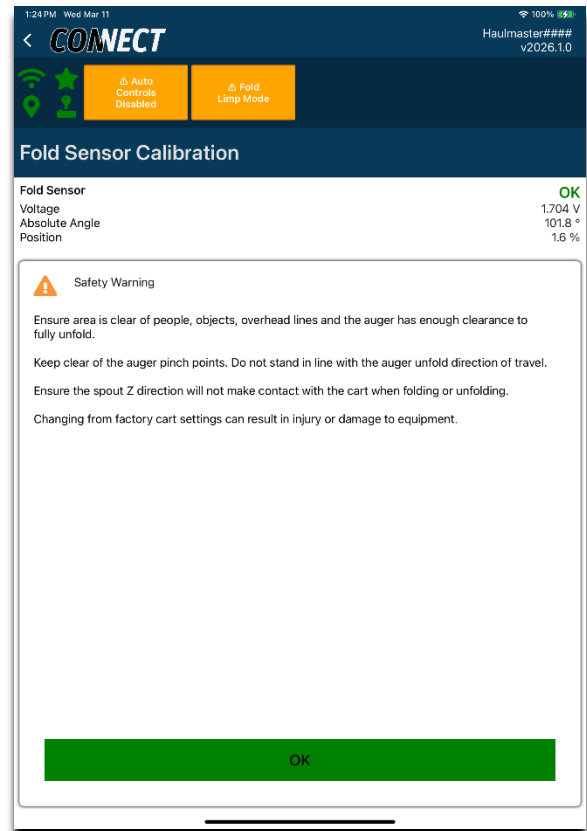 1:24 PM Wed Mar 11
100%
CONNECT
Haulmaster####
v2026.1.0
⚠ Auto
Controls
Disabled
⚠ Fold
Limp Mode
Fold Sensor Calibration
Fold Sensor
OK
Voltage
1.704 V
Absolute Angle
101.8 °
Position
1.6 %
Safety Warning
Ensure area is clear of people, objects, overhead lines and the auger has enough clearance to
fully unfold.
Keep clear of the auger pinch points. Do not stand in line with the auger unfold direction of travel.
Ensure the spout Z direction will not make contact with the cart when folding or unfolding.
Changing from factory cart settings can result in injury or damage to equipment.
OK